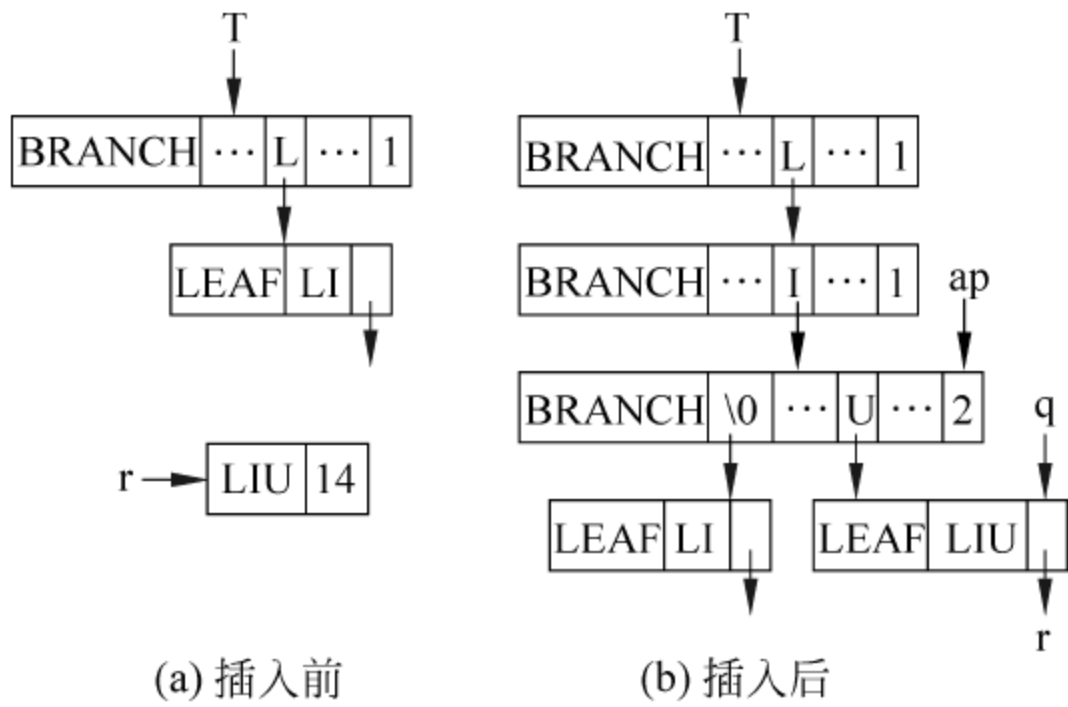 T
BRANCH ··· L ··· 1
LEAF LI
r LIU 14
(a) 插入前
T
BRANCH ··· L ··· 1
BRANCH ··· I ··· 1
ap
BRANCH \0 ··· U ··· 2
q
LEAF LI
LEAF LIU
r
(b) 插入后